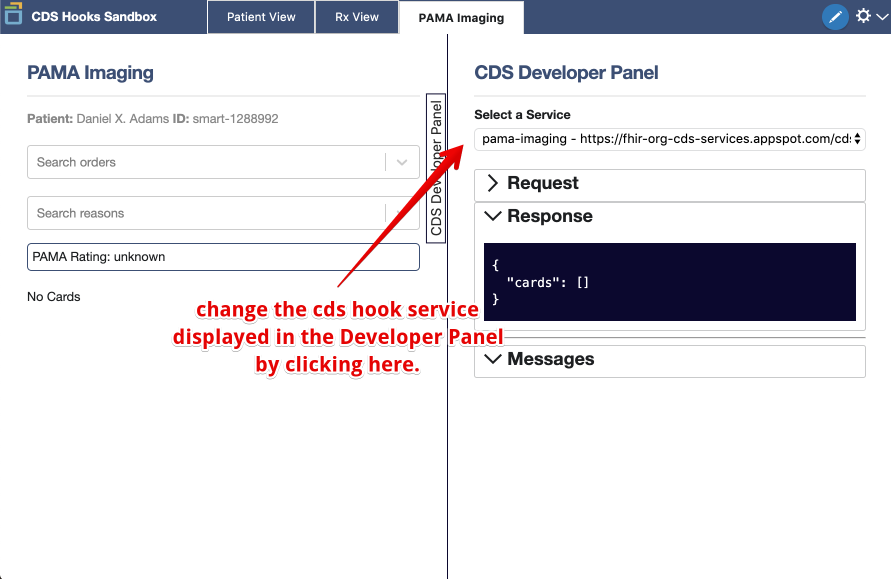 CDS Hooks Sandbox
Patient View
Rx View
PAMA Imaging
PAMA Imaging
Patient: Daniel X. Adams ID: smart-1288992
Search orders
Search reasons
PAMA Rating: unknown
No Cards
CDS Developer Panel
change the cds hook service
displayed in the Developer Panel
by clicking here.
CDS Developer Panel
Select a Service
pama-imaging - https://fhir-org-cds-services.appspot.com/cds
Request
Response
{
"cards": []
}
Messages